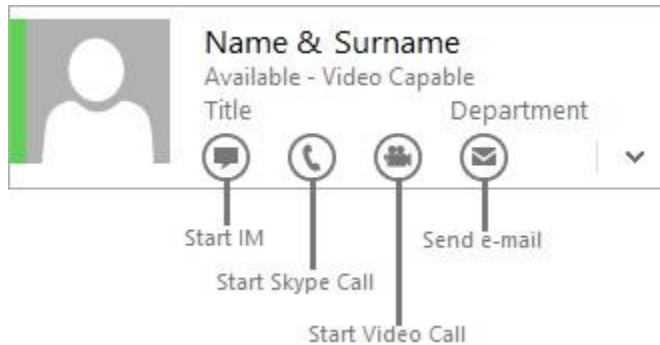 Name & Surname
Available - Video Capable
Title Department
Start IM
Send e-mail
Start Skype Call
Start Video Call